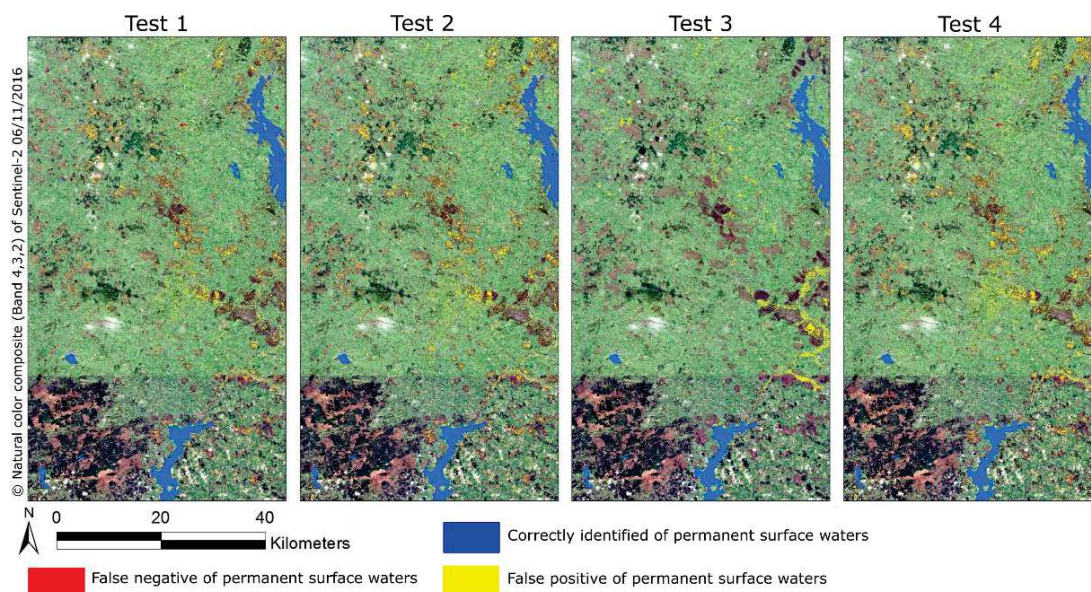 Test 1
Test 2
Test 3
Test 4
© Natural color composite (Band 4,3,2) of Sentinel-2 06/11/2016
N
0
20
40
Kilometers
Correctly identified of permanent surface waters
False negative of permanent surface waters
False positive of permanent surface waters